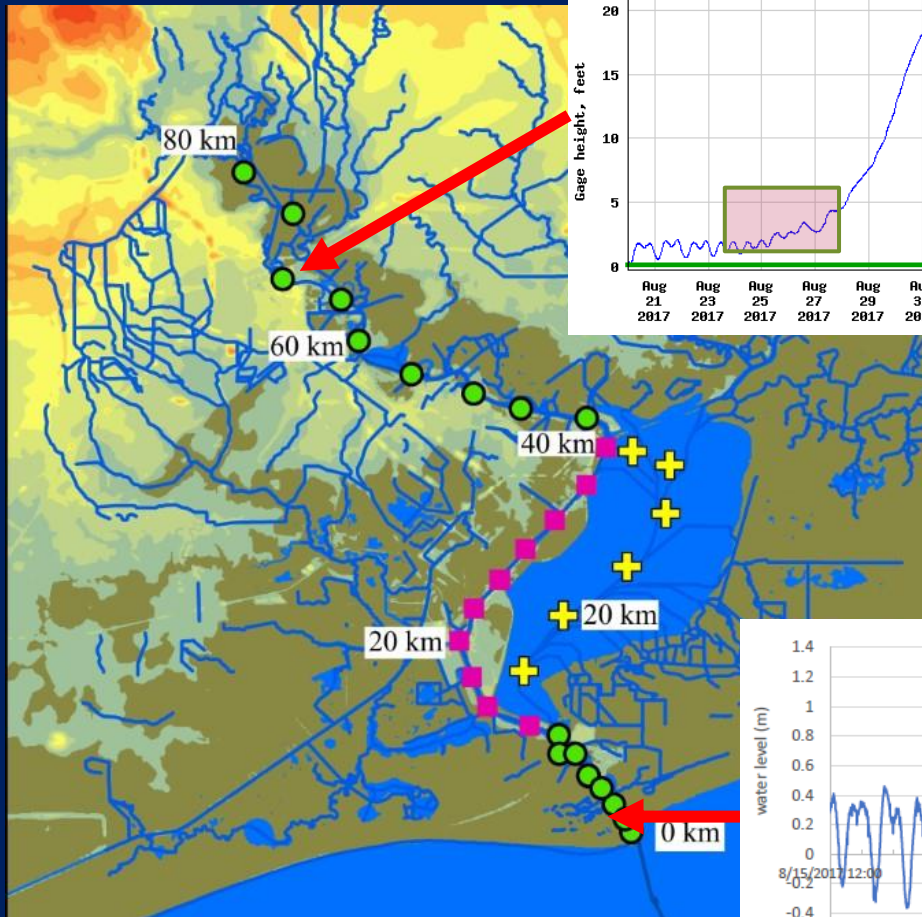 80 km
60 km
40 km
20 km
20 km
0 km
20
15
10
5
0
Gage height, feet
Aug Aug Aug Aug Aug Au
21 23 25 27 29 3
2017 2017 2017 2017 2017 20
1.4
1.2
1
0.8
0.6
0.4
0.2
0
-0.2
-0.4
water level (m)
8/15/2017 12:00